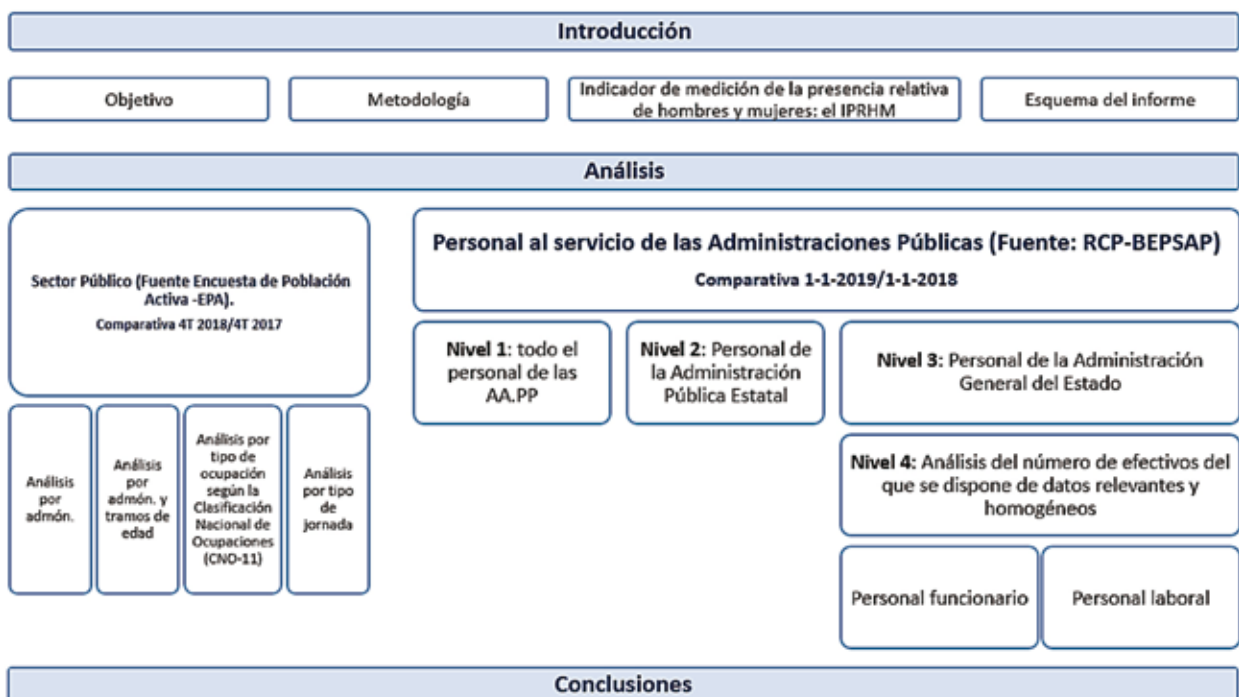 Introducción
Objetivo
Metodología
Indicador de medición de la presencia relativa
de hombres y mujeres: el IPRHM
Esquema del informe
Análisis
Sector Público (Fuente Encuesta de Población
Activa -EPA).
Comparativa 4T 2018/4T 2017
Análisis
por
admón.
Análisis
por
admón. y
tramos de
edad
Análisis por
tipo de
ocupación
según la
Clasificación
Nacional de
Ocupaciones
(CNO-11)
Análisis
por tipo de
jornada
Personal al servicio de las Administraciones Públicas (Fuente: RCP-BEPSAP)
Comparativa 1-1-2019/1-1-2018
Nivel 1: todo el
personal de las
AA.PP
Nivel 2: Personal de
la Administración
Pública Estatal
Nivel 3: Personal de la Administración
General del Estado
Nivel 4: Análisis del número de efectivos del
que se dispone de datos relevantes y
homogéneos
Personal funcionario
Personal laboral
Conclusiones